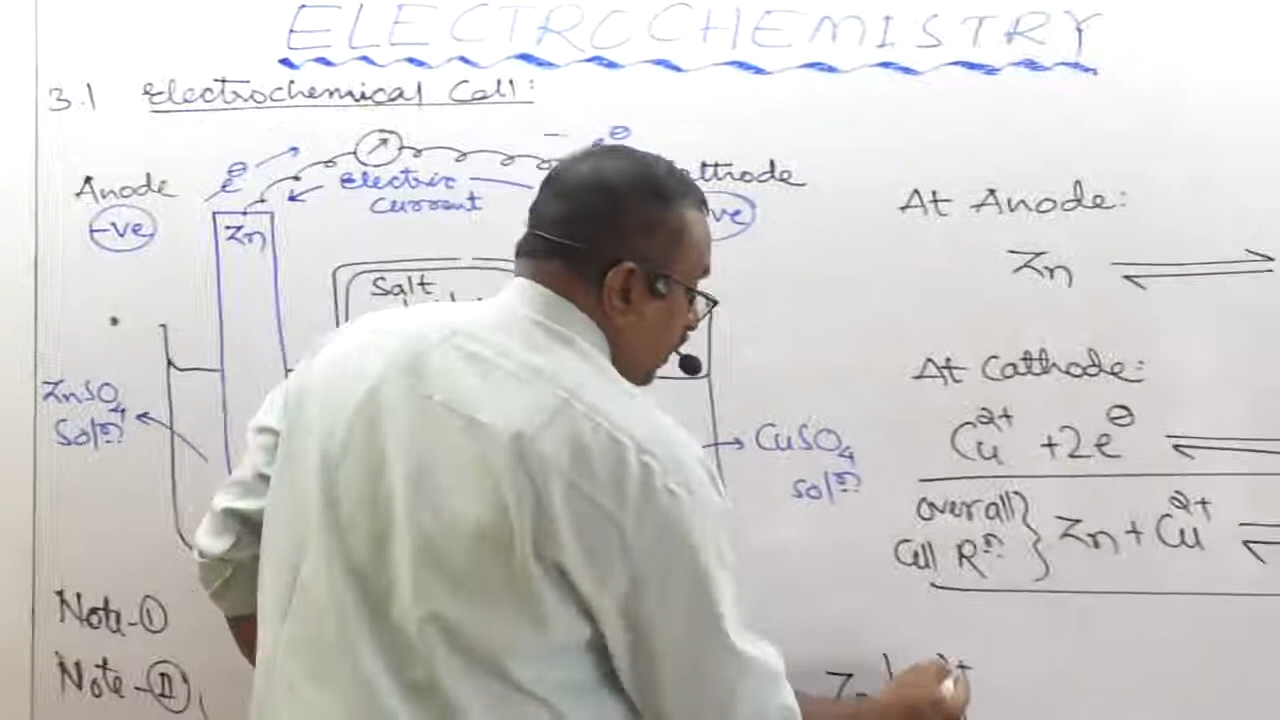 ELECTROCHEMISTRY
3.1 Electrochemical Cell:
e⊖
e⊖
Anode
-ve
electric
current
ve
Zn
Salt
ZnSO₄
Solⁿ
CuSO₄
solⁿ
Note-I
Note-II
At Anode:
Zn ⇌
At Cathode:
Cu²⁺ +2e⊖ ⇌
overall
Cell Rⁿ } Zn + Cu²⁺ ⇌